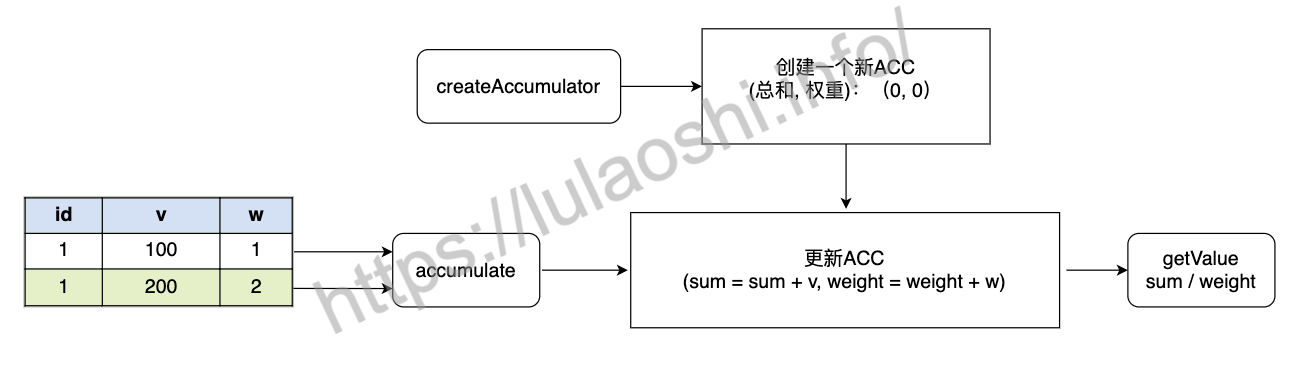 createAccumulator
创建一个新ACC
(总和, 权重)： （0, 0）
id v w
1 100 1
1 200 2
accumulate
更新ACC
(sum = sum + v, weight = weight + w)
getValue
sum / weight
https://lulaoshi.info/